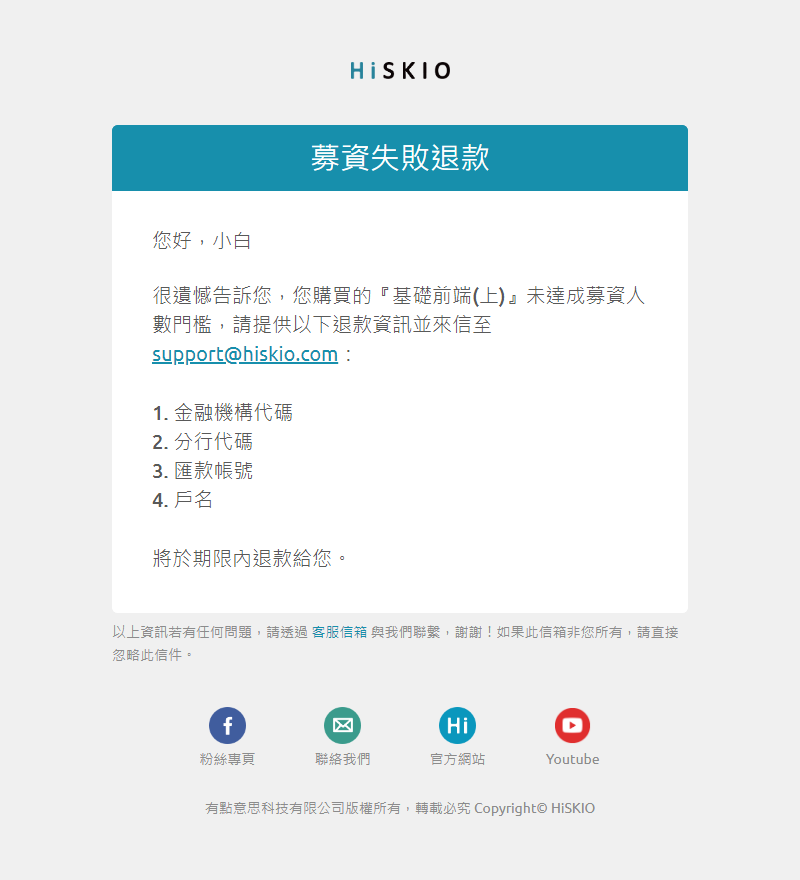 HiSKIO
募資失敗退款
您好，小白
很遺憾告訴您，您購買的『基礎前端(上)』未達成募資人
數門檻，請提供以下退款資訊並來信至
support@hiskio.com：
1. 金融機構代碼
2. 分行代碼
3. 匯款帳號
4. 戶名
將於期限內退款給您。
以上資訊若有任何問題，請透過 客服信箱 與我們聯繫，謝謝！如果此信箱非您所有，請直接
忽略此信件。
Hi
粉絲專頁 聯絡我們 官方網站 Youtube
有點意思科技有限公司版權所有，轉載必究 Copyright© HiSKIO